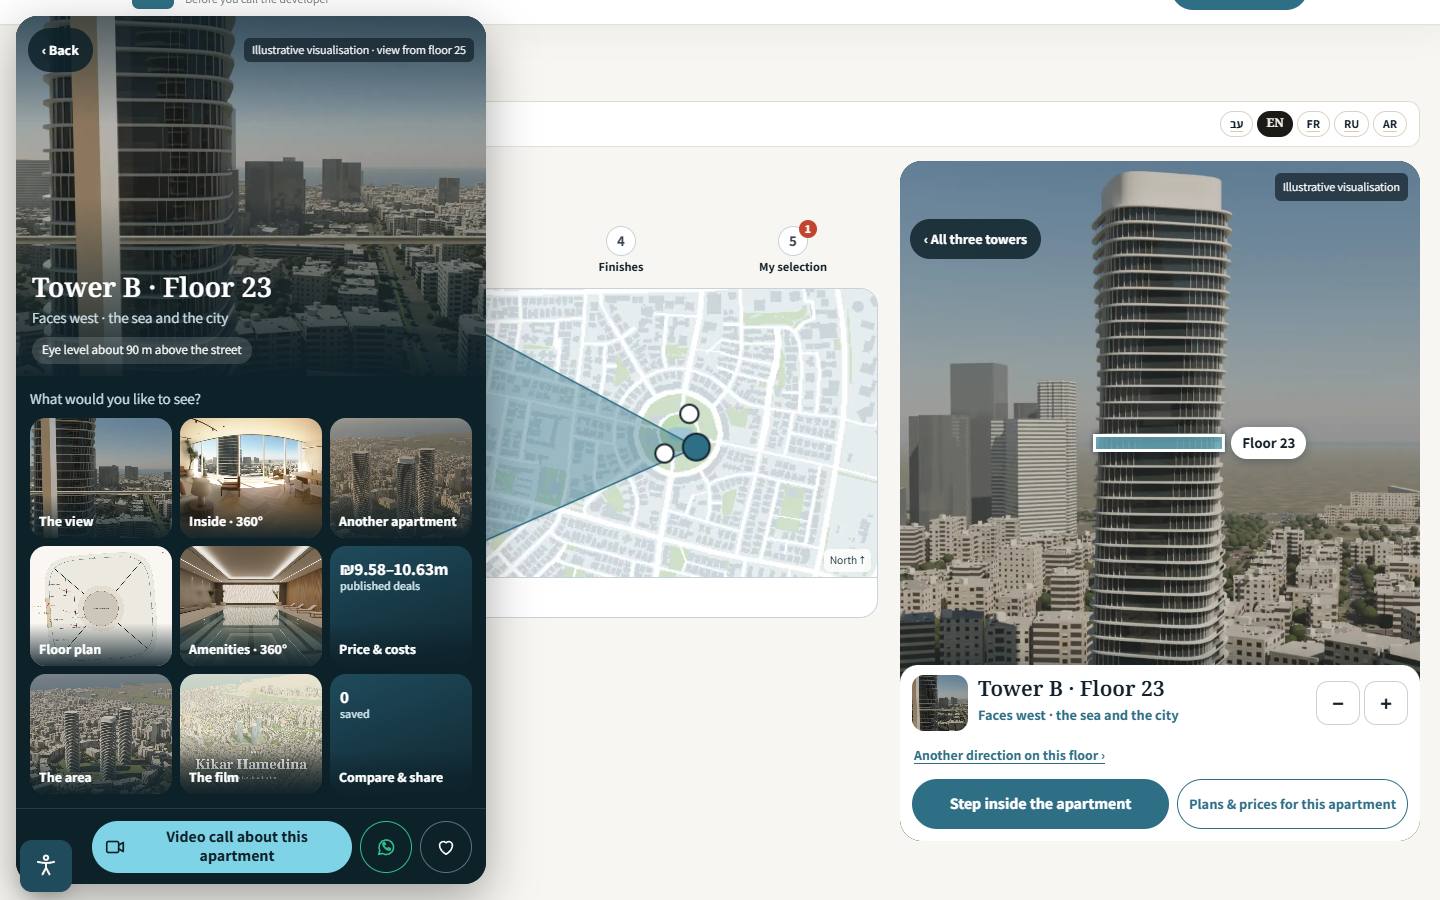 Before you call the developer
‹ Back
Illustrative visualisation · view from floor 25
Tower B · Floor 23
Faces west · the sea and the city
Eye level about 90 m above the street
What would you like to see?
The view
Inside · 360°
Another apartment
Floor plan
Amenities · 360°
₪9.58–10.63m
published deals
Price & costs
The area
Kikar Hamedina
The film
0
saved
Compare & share
Video call about this
apartment
עב
EN
FR
RU
AR
4
Finishes
5
1
My selection
North ↑
Illustrative visualisation
‹ All three towers
Floor 23
Tower B · Floor 23
Faces west · the sea and the city
−
+
Another direction on this floor ›
Step inside the apartment
Plans & prices for this apartment